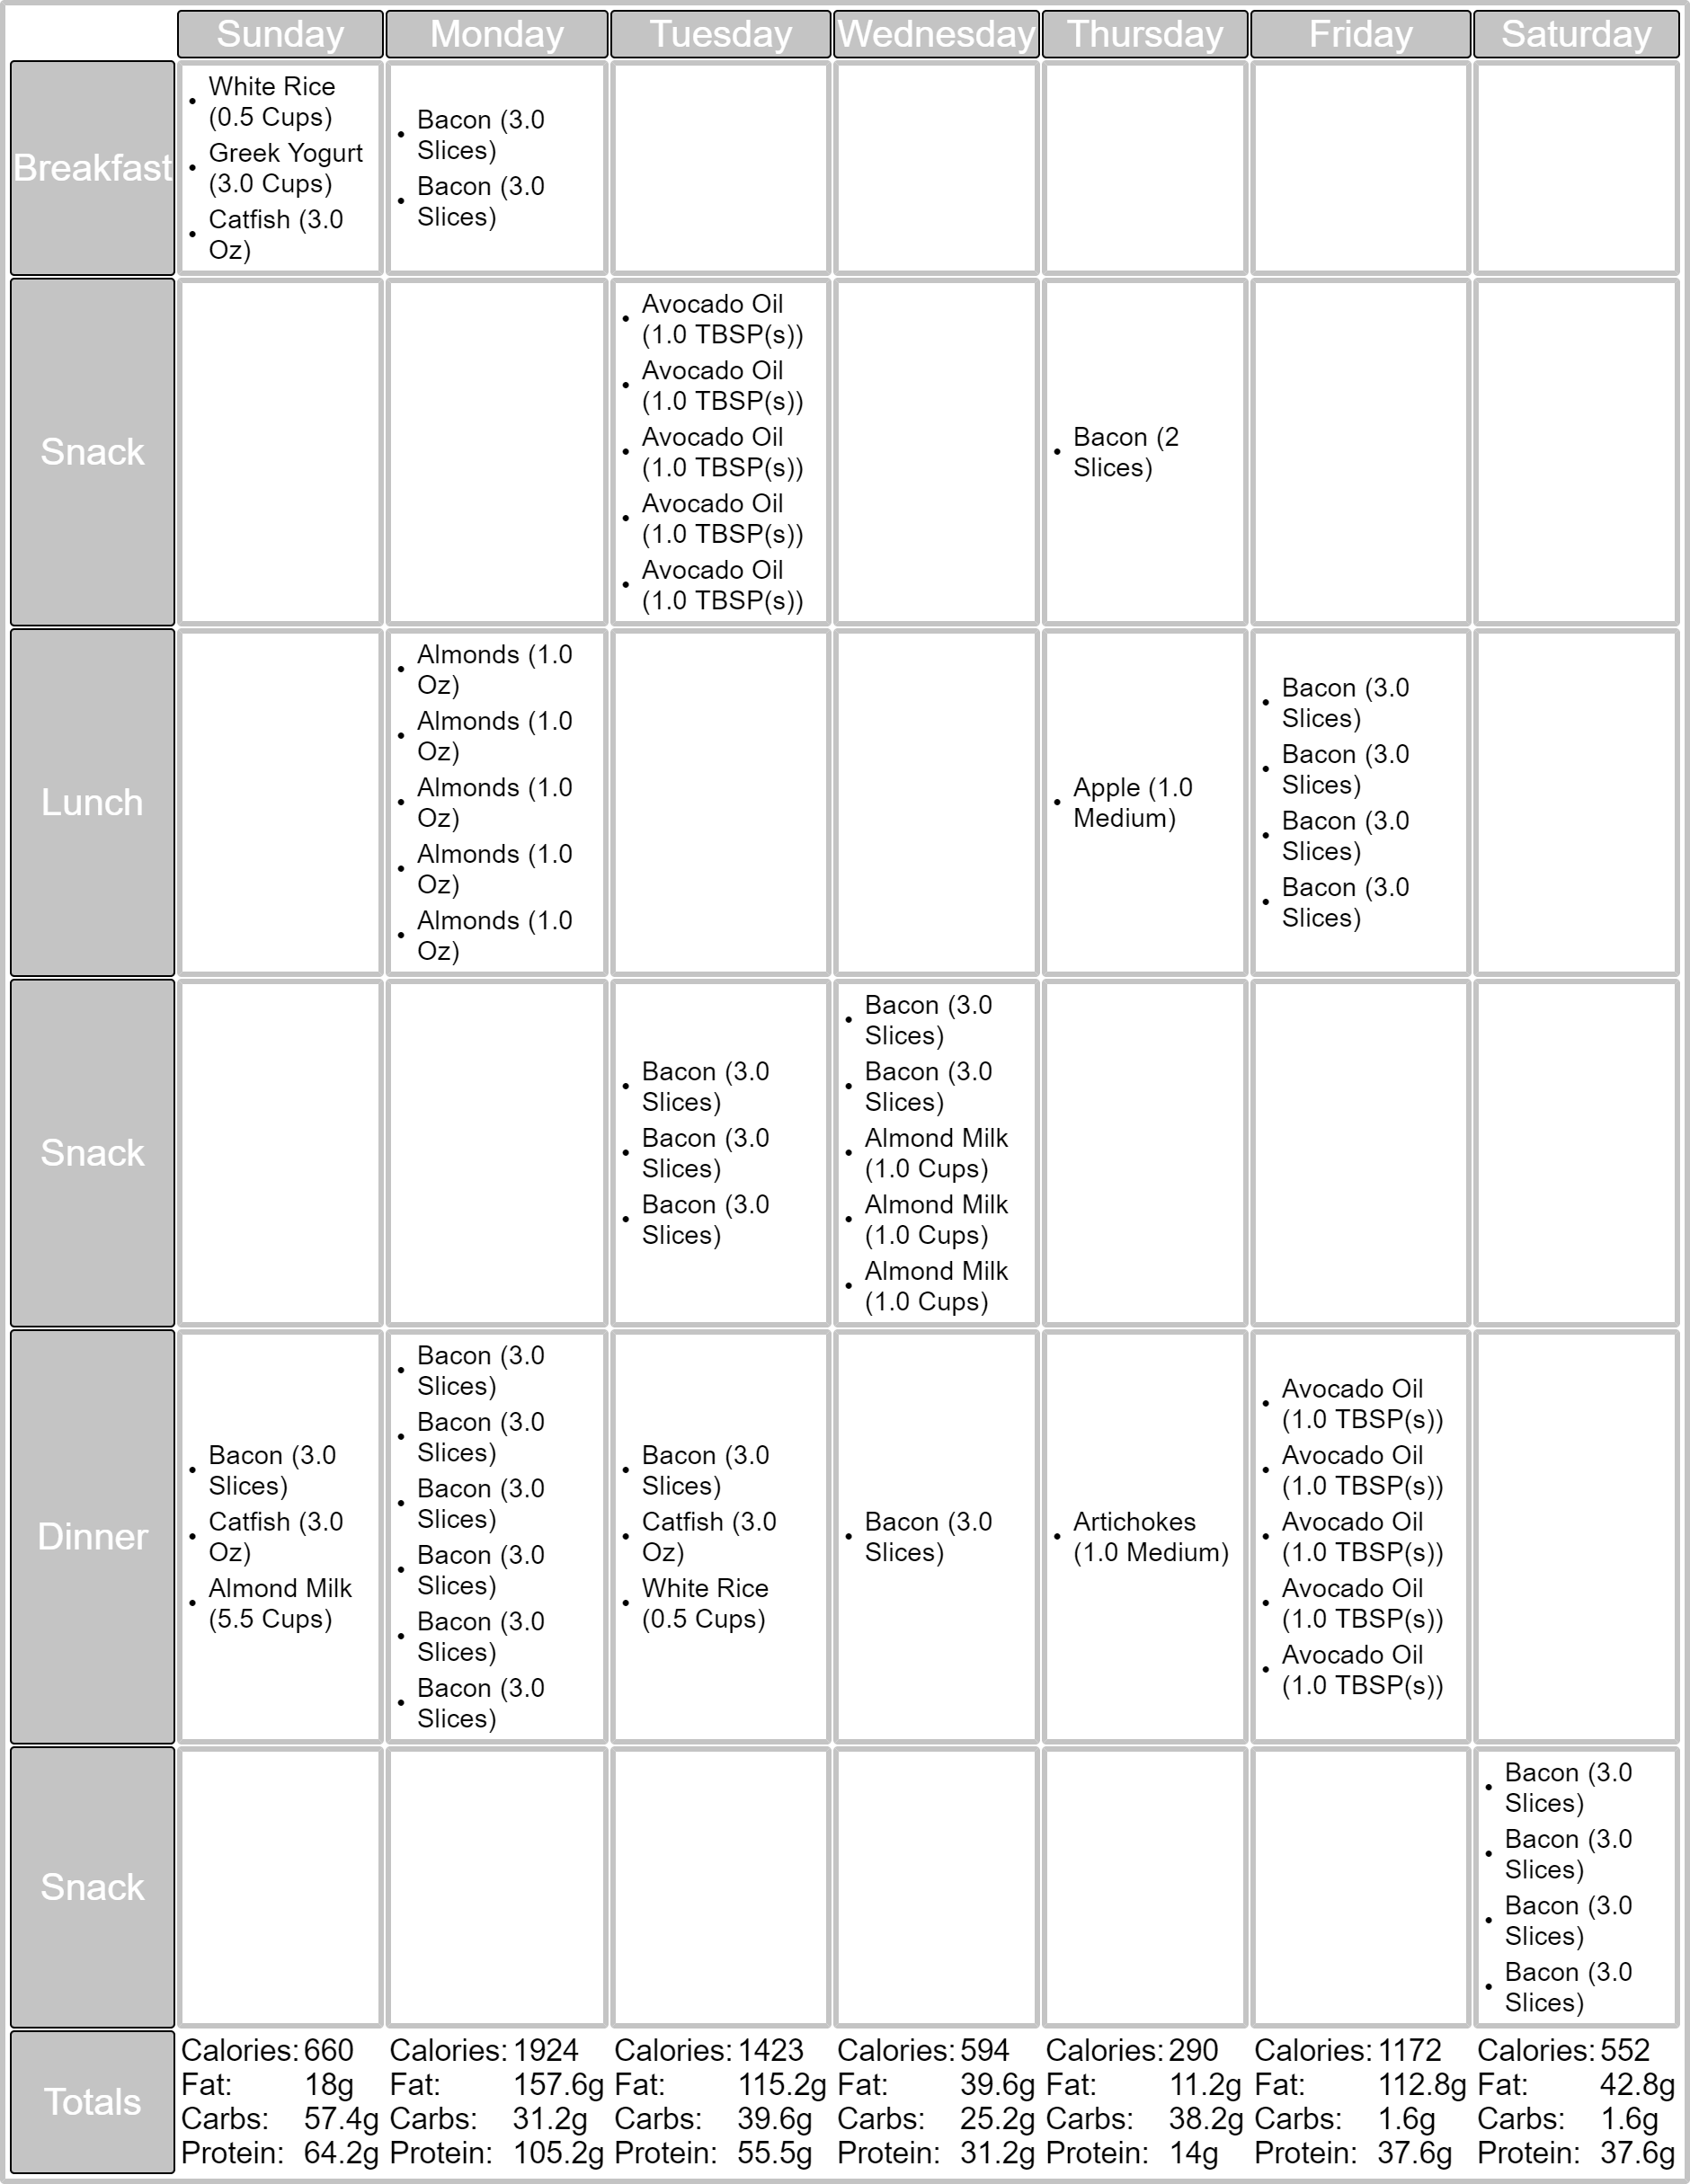 Sunday Monday Tuesday Wednesday Thursday Friday Saturday
Breakfast
White Rice
(0.5 Cups)
Greek Yogurt
(3.0 Cups)
Catfish (3.0
Oz)
Bacon (3.0
Slices)
Bacon (3.0
Slices)
Snack
Avocado Oil
(1.0 TBSP(s))
Avocado Oil
(1.0 TBSP(s))
Avocado Oil
(1.0 TBSP(s))
Avocado Oil
(1.0 TBSP(s))
Avocado Oil
(1.0 TBSP(s))
Bacon (2
Slices)
Lunch
Almonds (1.0
Oz)
Almonds (1.0
Oz)
Almonds (1.0
Oz)
Almonds (1.0
Oz)
Almonds (1.0
Oz)
Apple (1.0
Medium)
Bacon (3.0
Slices)
Bacon (3.0
Slices)
Bacon (3.0
Slices)
Bacon (3.0
Slices)
Snack
Bacon (3.0
Slices)
Bacon (3.0
Slices)
Bacon (3.0
Slices)
Bacon (3.0
Slices)
Bacon (3.0
Slices)
Almond Milk
(1.0 Cups)
Almond Milk
(1.0 Cups)
Almond Milk
(1.0 Cups)
Dinner
Bacon (3.0
Slices)
Catfish (3.0
Oz)
Almond Milk
(5.5 Cups)
Bacon (3.0
Slices)
Bacon (3.0
Slices)
Bacon (3.0
Slices)
Bacon (3.0
Slices)
Bacon (3.0
Slices)
Bacon (3.0
Slices)
Bacon (3.0
Slices)
Catfish (3.0
Oz)
White Rice
(0.5 Cups)
Bacon (3.0
Slices)
Artichokes
(1.0 Medium)
Avocado Oil
(1.0 TBSP(s))
Avocado Oil
(1.0 TBSP(s))
Avocado Oil
(1.0 TBSP(s))
Avocado Oil
(1.0 TBSP(s))
Avocado Oil
(1.0 TBSP(s))
Snack
Bacon (3.0
Slices)
Bacon (3.0
Slices)
Bacon (3.0
Slices)
Bacon (3.0
Slices)
Totals
Calories: 660
Fat: 18g
Carbs: 57.4g
Protein: 64.2g
Calories: 1924
Fat: 157.6g
Carbs: 31.2g
Protein: 105.2g
Calories: 1423
Fat: 115.2g
Carbs: 39.6g
Protein: 55.5g
Calories: 594
Fat: 39.6g
Carbs: 25.2g
Protein: 31.2g
Calories: 290
Fat: 11.2g
Carbs: 38.2g
Protein: 14g
Calories: 1172
Fat: 112.8g
Carbs: 1.6g
Protein: 37.6g
Calories: 552
Fat: 42.8g
Carbs: 1.6g
Protein: 37.6g